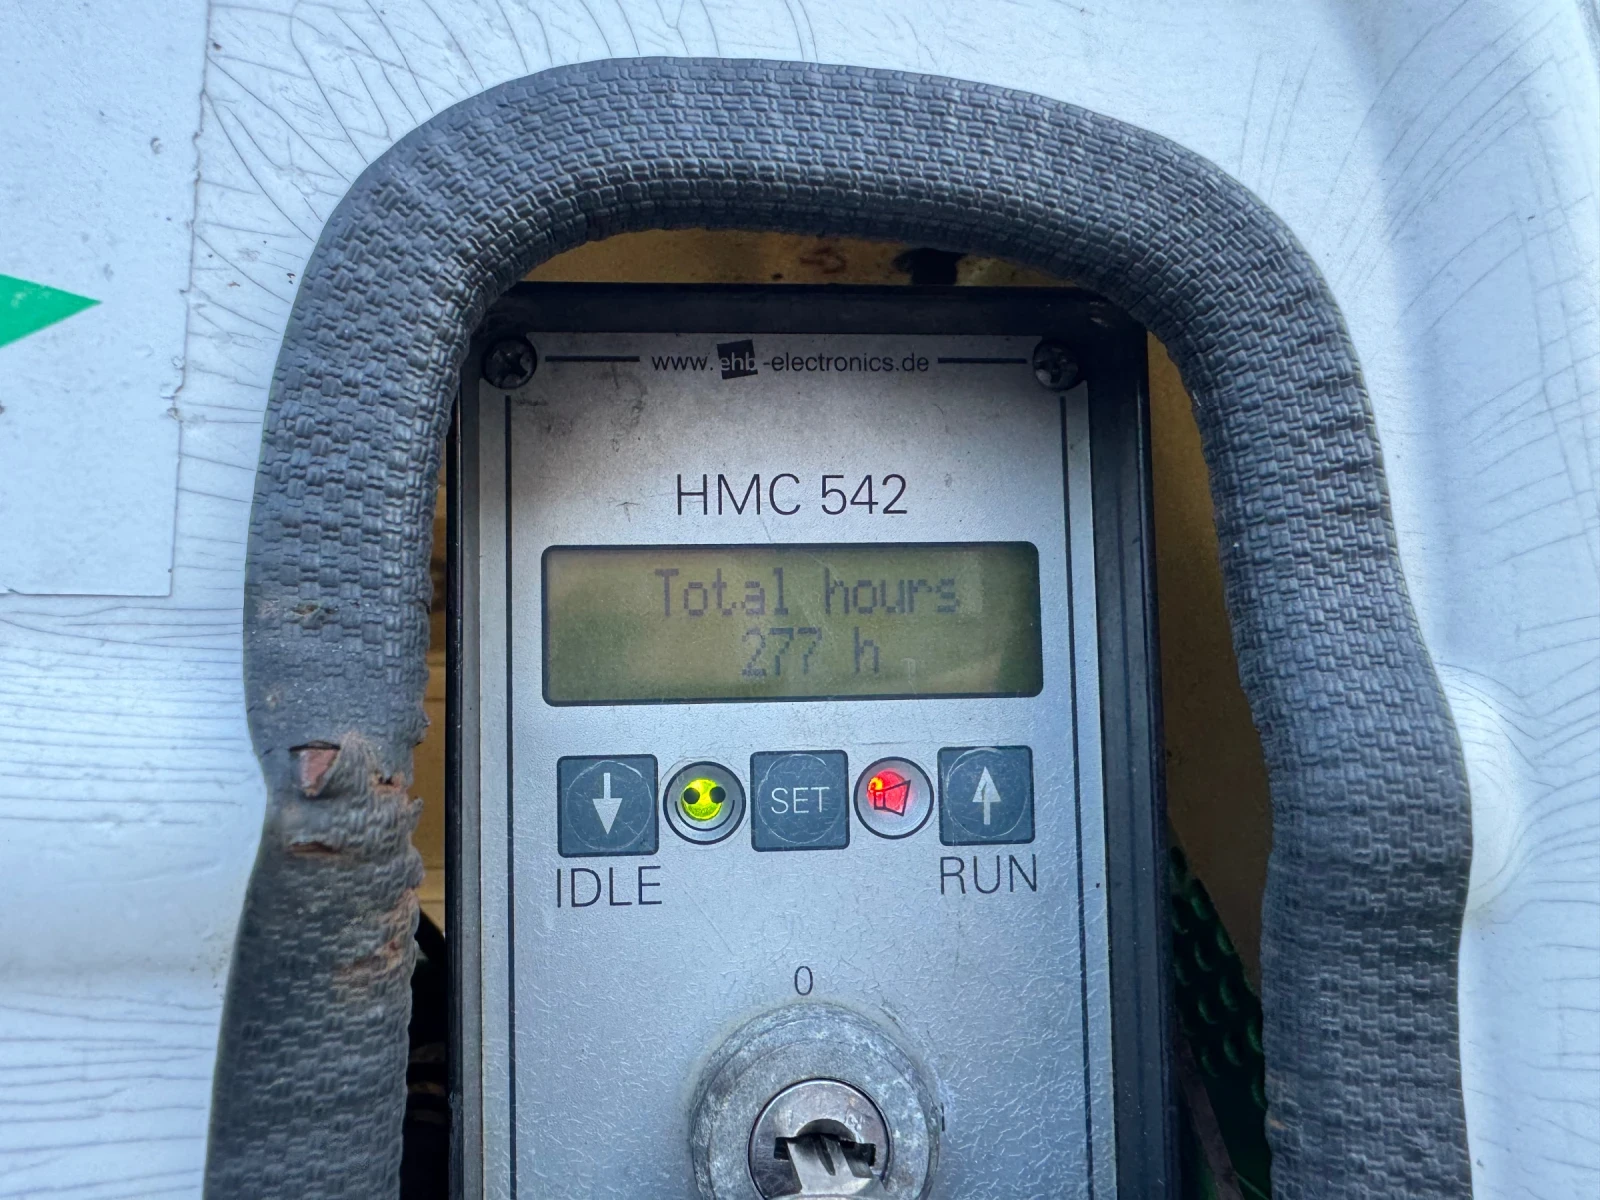 www.ehb-electronics.de
HMC 542
Total hours
277 h
SET
IDLE
RUN
0